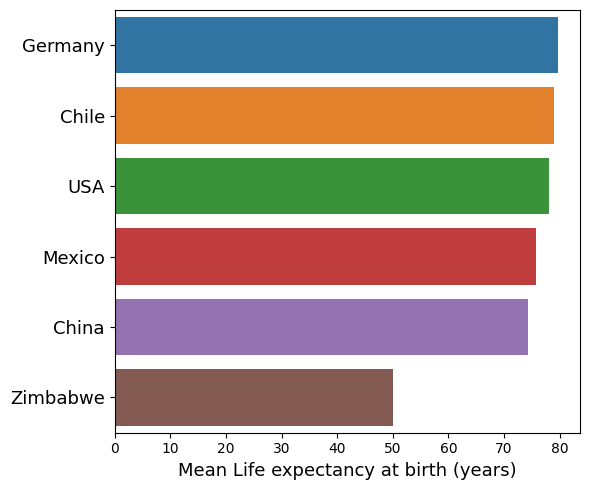 Germany
Chile
USA
Mexico
China
Zimbabwe
0 10 20 30 40 50 60 70 80
Mean Life expectancy at birth (years)